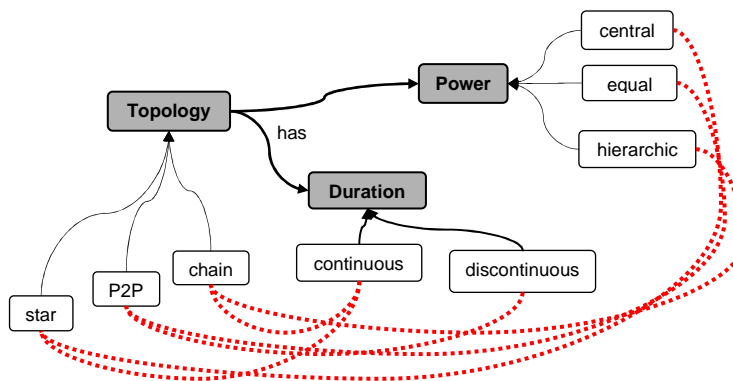 central
Power
equal
Topology
has
hierarchic
Duration
chain
continuous
discontinuous
P2P
star